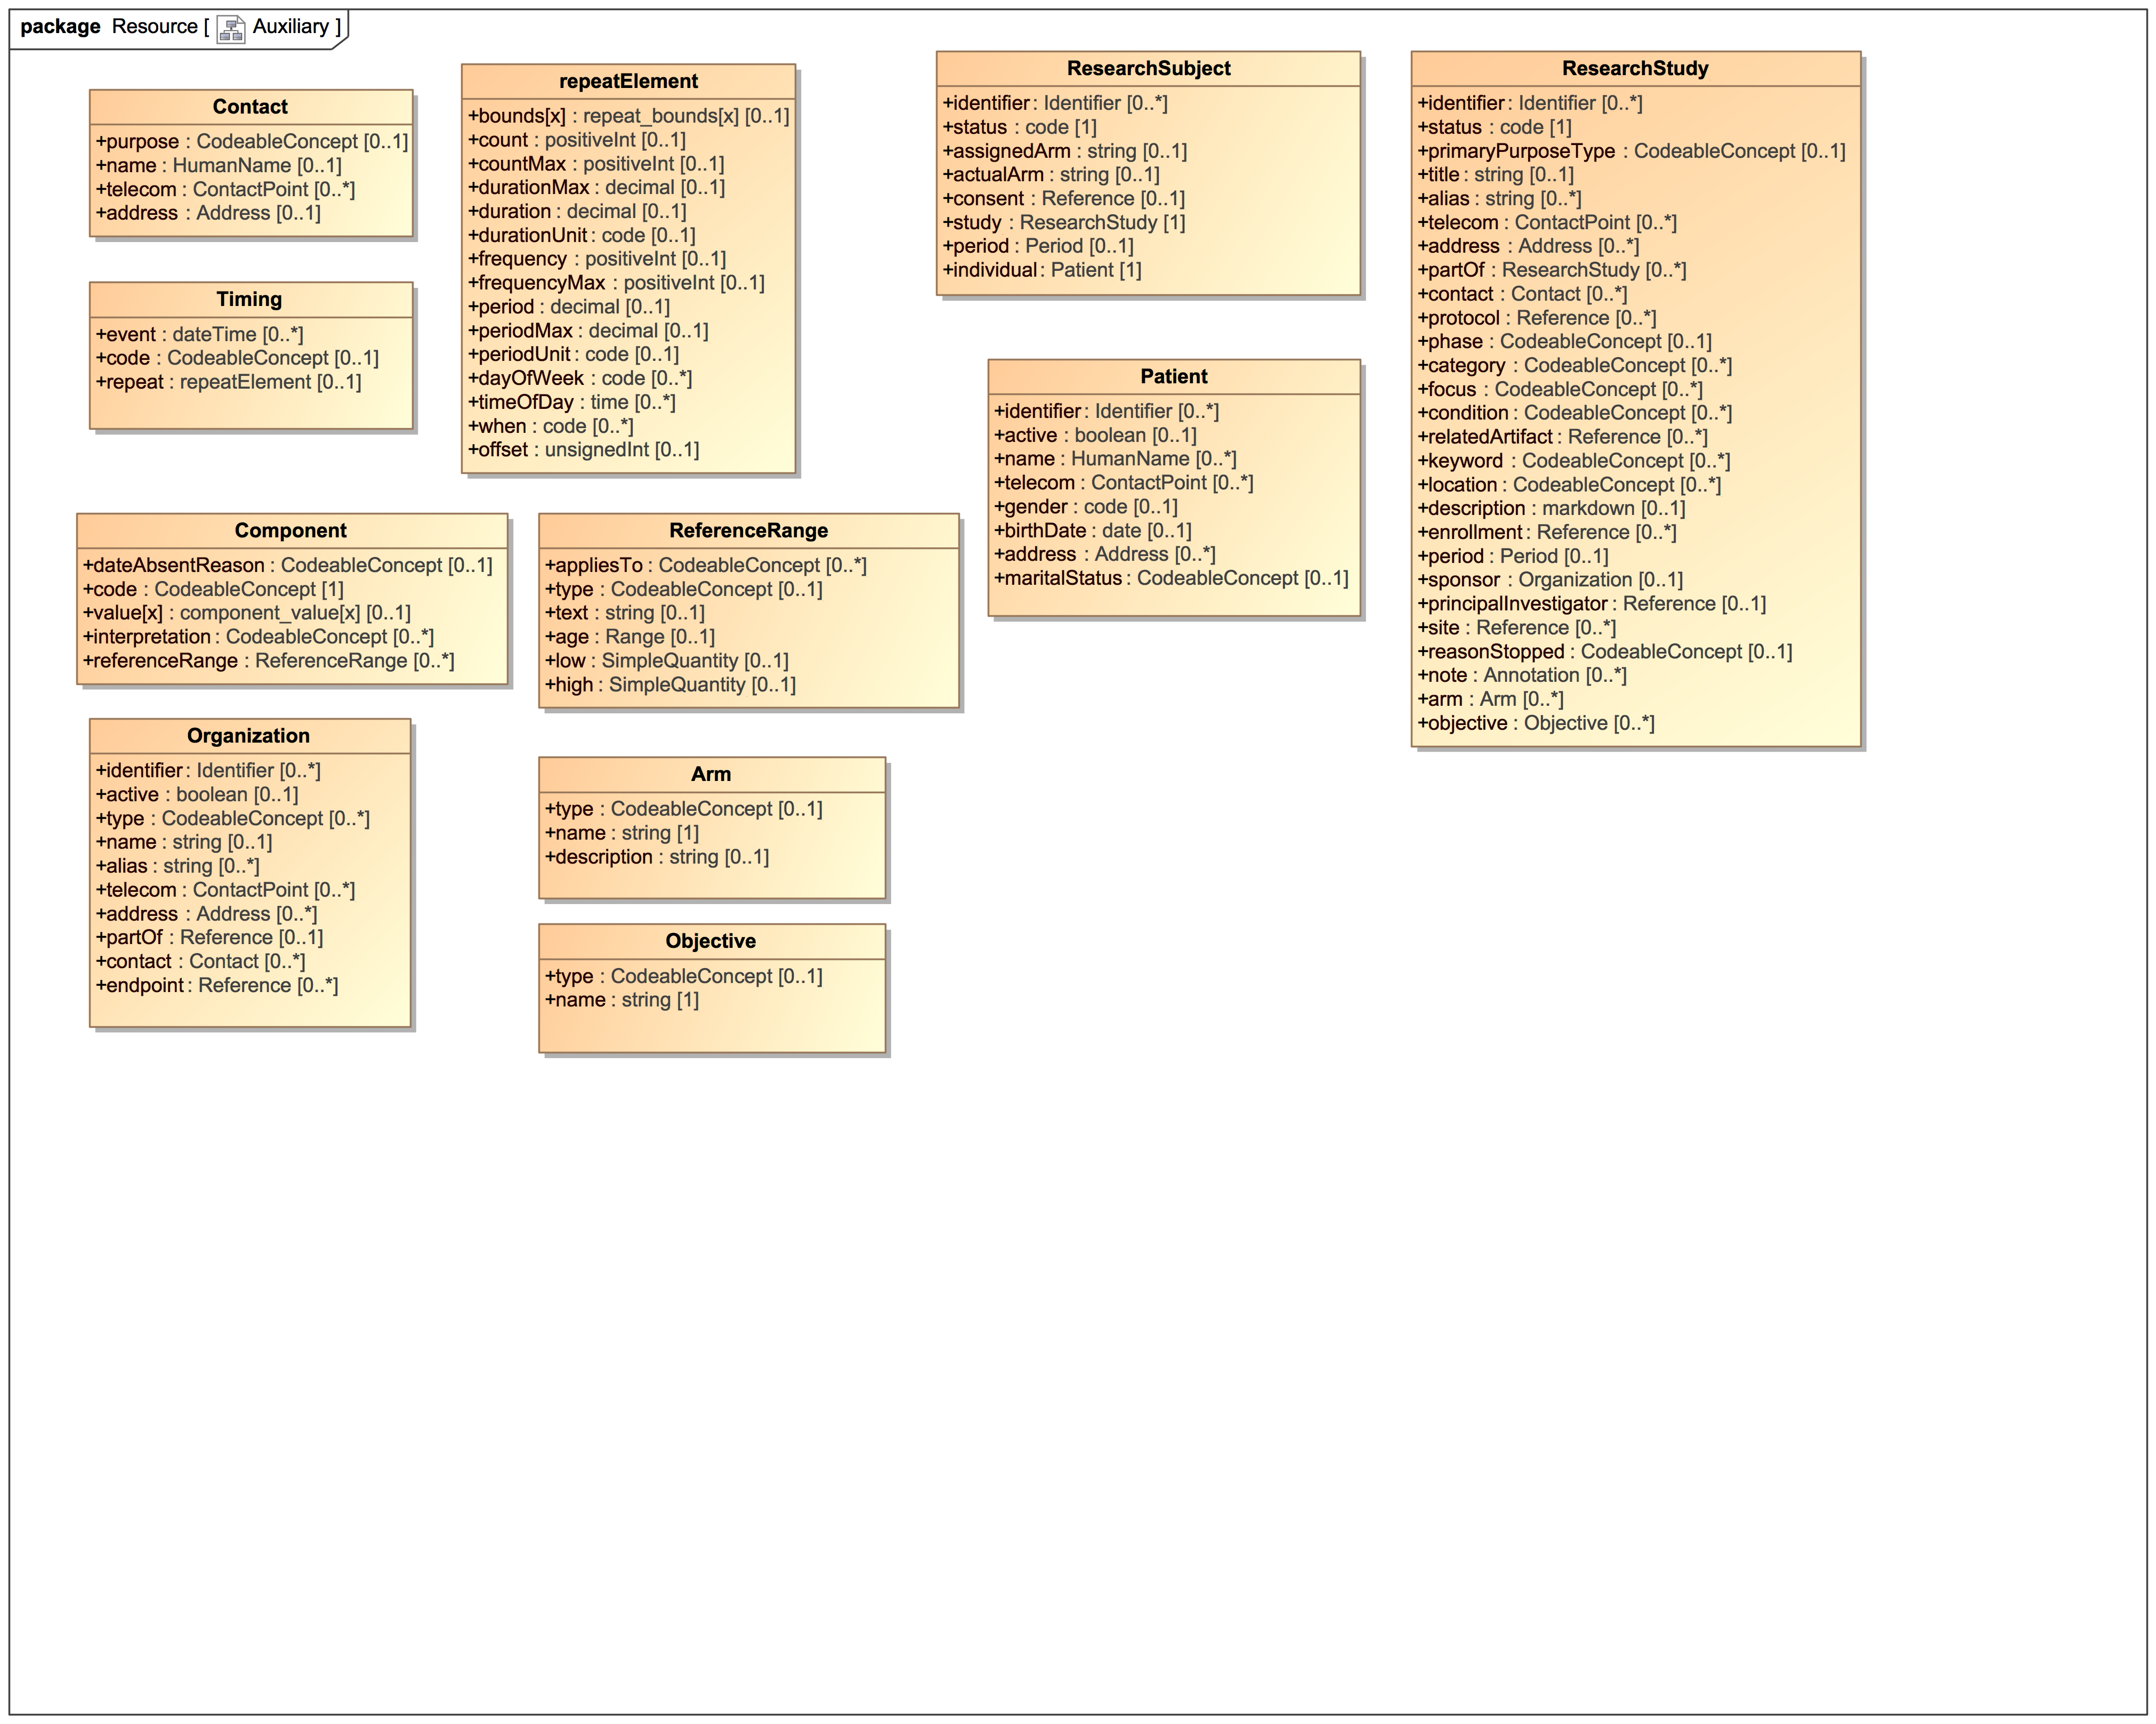 package Resource [ Auxiliary ]
Contact
+purpose : CodeableConcept [0..1]
+name : HumanName [0..1]
+telecom : ContactPoint [0..*]
+address : Address [0..1]
Timing
+event : dateTime [0..*]
+code : CodeableConcept [0..1]
+repeat : repeatElement [0..1]
repeatElement
+bounds[x] : repeat_bounds[x] [0..1]
+count : positiveInt [0..1]
+countMax : positiveInt [0..1]
+durationMax : decimal [0..1]
+duration : decimal [0..1]
+durationUnit : code [0..1]
+frequency : positiveInt [0..1]
+frequencyMax : positiveInt [0..1]
+period : decimal [0..1]
+periodMax : decimal [0..1]
+periodUnit : code [0..1]
+dayOfWeek : code [0..*]
+timeOfDay : time [0..*]
+when : code [0..*]
+offset : unsignedInt [0..1]
ResearchSubject
+identifier : Identifier [0..*]
+status : code [1]
+assignedArm : string [0..1]
+actualArm : string [0..1]
+consent : Reference [0..1]
+study : ResearchStudy [1]
+period : Period [0..1]
+individual : Patient [1]
Patient
+identifier : Identifier [0..*]
+active : boolean [0..1]
+name : HumanName [0..*]
+telecom : ContactPoint [0..*]
+gender : code [0..1]
+birthDate : date [0..1]
+address : Address [0..*]
+maritalStatus : CodeableConcept [0..1]
ResearchStudy
+identifier : Identifier [0..*]
+status : code [1]
+primaryPurposeType : CodeableConcept [0..1]
+title : string [0..1]
+alias : string [0..*]
+telecom : ContactPoint [0..*]
+address : Address [0..*]
+partOf : ResearchStudy [0..*]
+contact : Contact [0..*]
+protocol : Reference [0..*]
+phase : CodeableConcept [0..1]
+category : CodeableConcept [0..*]
+focus : CodeableConcept [0..*]
+condition : CodeableConcept [0..*]
+relatedArtifact : Reference [0..*]
+keyword : CodeableConcept [0..*]
+location : CodeableConcept [0..*]
+description : markdown [0..1]
+enrollment : Reference [0..*]
+period : Period [0..1]
+sponsor : Organization [0..1]
+principalInvestigator : Reference [0..1]
+site : Reference [0..*]
+reasonStopped : CodeableConcept [0..1]
+note : Annotation [0..*]
+arm : Arm [0..*]
+objective : Objective [0..*]
Component
+dateAbsentReason : CodeableConcept [0..1]
+code : CodeableConcept [1]
+value[x] : component_value[x] [0..1]
+interpretation : CodeableConcept [0..*]
+referenceRange : ReferenceRange [0..*]
ReferenceRange
+appliesTo : CodeableConcept [0..*]
+type : CodeableConcept [0..1]
+text : string [0..1]
+age : Range [0..1]
+low : SimpleQuantity [0..1]
+high : SimpleQuantity [0..1]
Organization
+identifier : Identifier [0..*]
+active : boolean [0..1]
+type : CodeableConcept [0..*]
+name : string [0..1]
+alias : string [0..*]
+telecom : ContactPoint [0..*]
+address : Address [0..*]
+partOf : Reference [0..1]
+contact : Contact [0..*]
+endpoint : Reference [0..*]
Arm
+type : CodeableConcept [0..1]
+name : string [1]
+description : string [0..1]
Objective
+type : CodeableConcept [0..1]
+name : string [1]